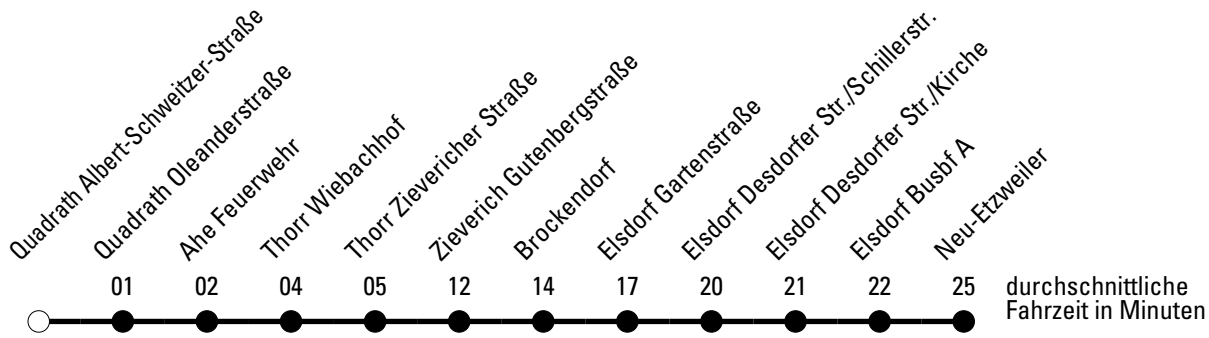 Quadrath Albert-Schweitzer-Straße
Quadrath Oleanderstraße
Ahe Feuerwehr
Thorr Wiebachhof
Thorr Zievericher Straße
Zieverich Gutenbergstraße
Brockendorf
Elsdorf Gartenstraße
Elsdorf Desdorfer Str./Schillerstr.
Elsdorf Desdorfer Str./Kirche
Elsdorf Busbf A
Neu-Etzweiler
01 02 04 05 12 14 17 20 21 22 25 durchschnittliche
Fahrzeit in Minuten